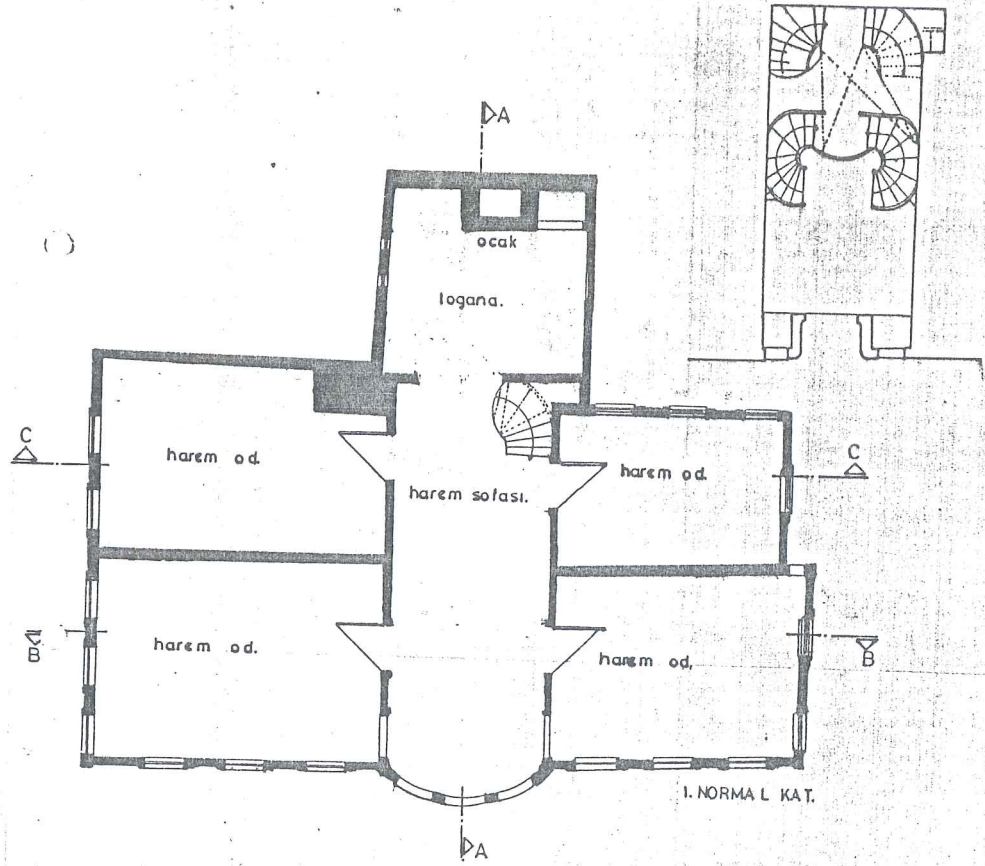 A
ocak
logana.
C
harem od.
harem sofası.
harem od.
C
B
harem od.
harem od.
B
1. NORMAL KAT.
A